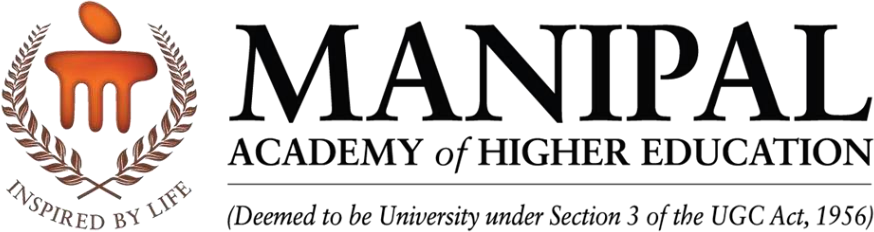 INSPIRED BY LIFE
MANIPAL
ACADEMY of HIGHER EDUCATION
(Deemed to be University under Section 3 of the UGC Act, 1956)